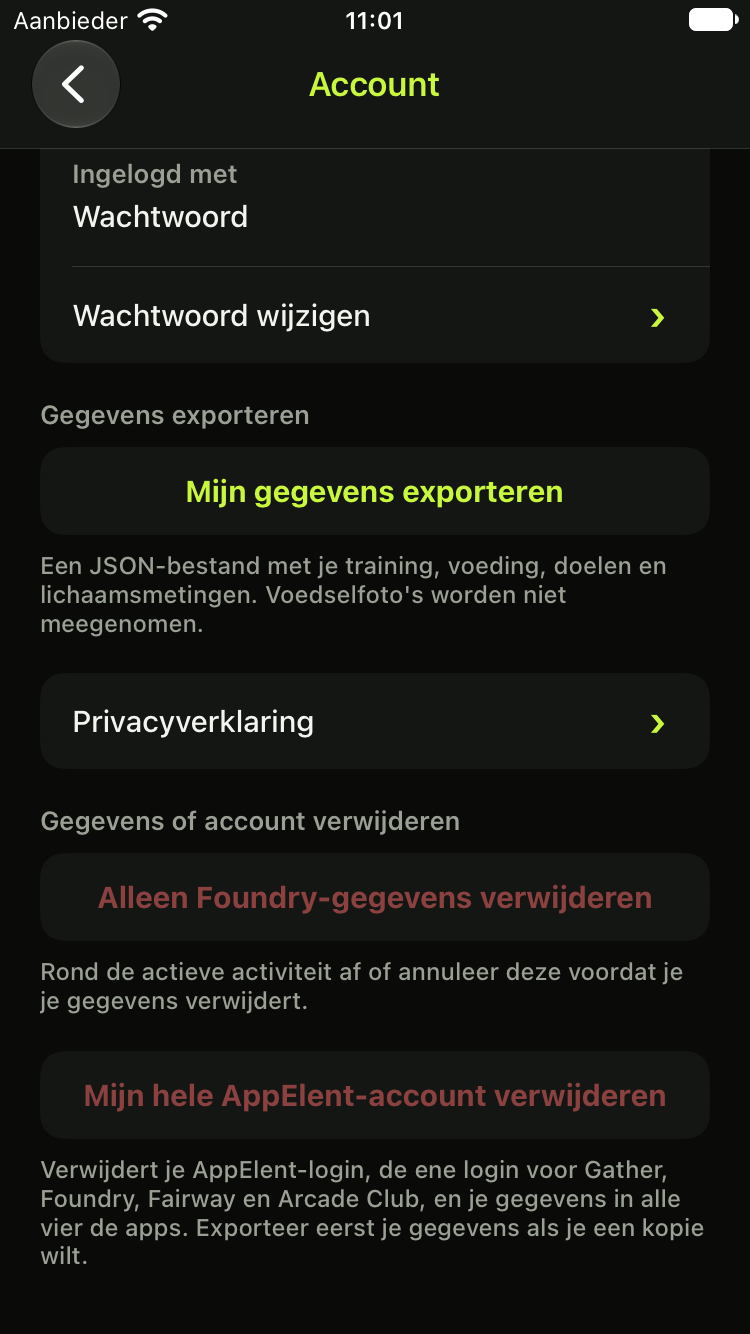 Aanbieder
11:01
Account
Ingelogd met
Wachtwoord
Wachtwoord wijzigen
Gegevens exporteren
Mijn gegevens exporteren
Een JSON-bestand met je training, voeding, doelen en
lichaamsmetingen. Voedselfoto's worden niet
meegenomen.
Privacyverklaring
Gegevens of account verwijderen
Alleen Foundry-gegevens verwijderen
Rond de actieve activiteit af of annuleer deze voordat je
je gegevens verwijdert.
Mijn hele AppElent-account verwijderen
Verwijdert je AppElent-login, de ene login voor Gather,
Foundry, Fairway en Arcade Club, en je gegevens in alle
vier de apps. Exporteer eerst je gegevens als je een kopie
wilt.